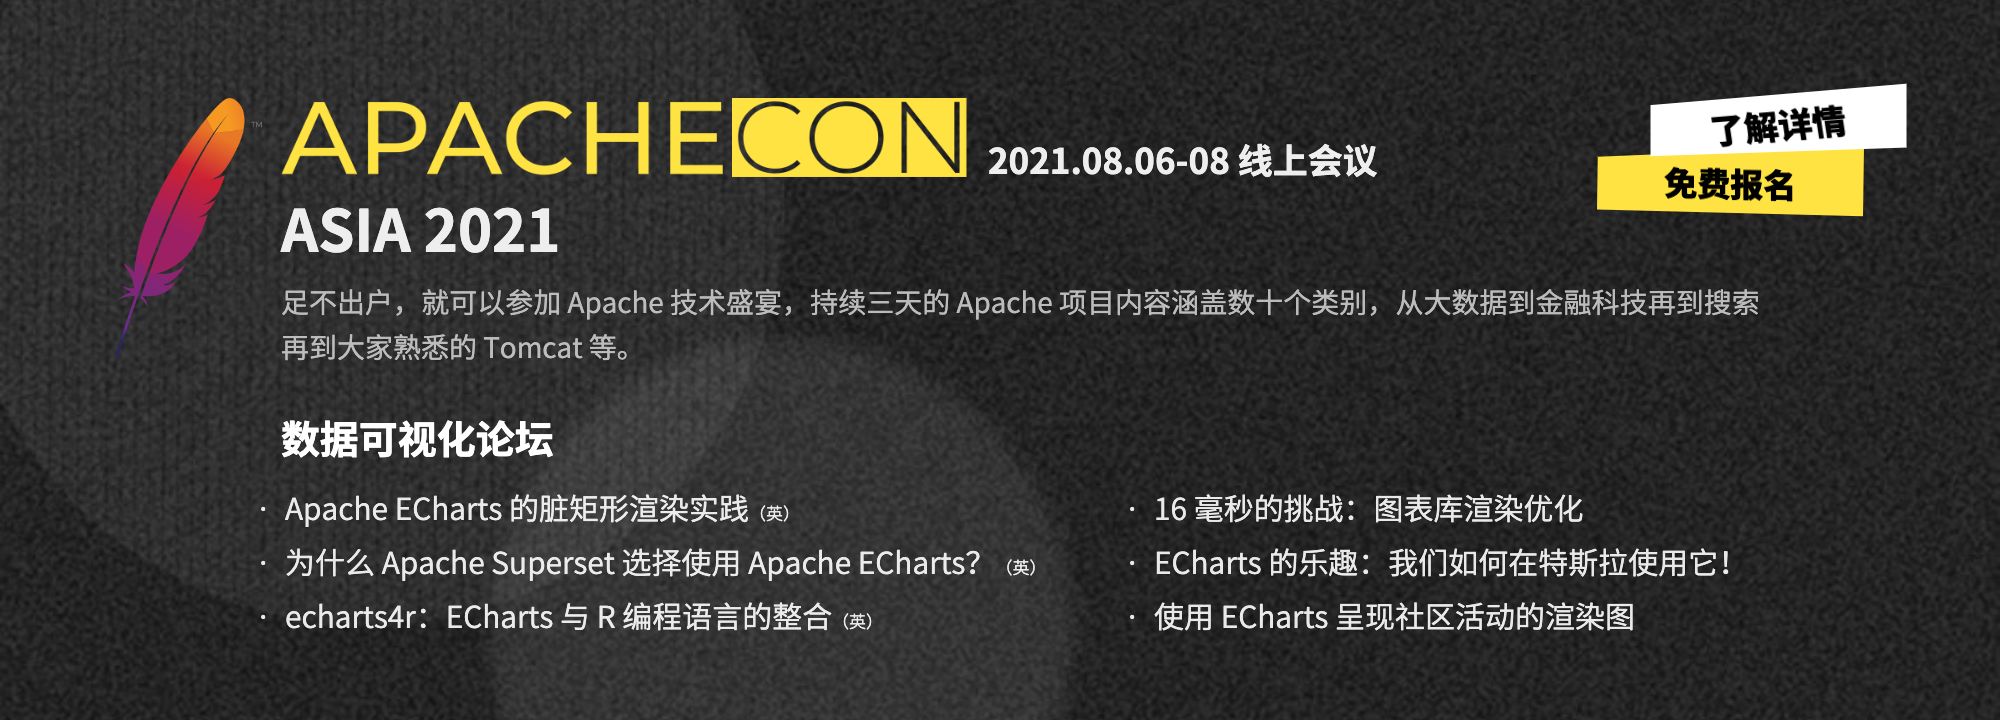 ™
APACHECON 2021.08.06-08 线上会议
了解详情
免费报名
ASIA 2021
足不出户，就可以参加 Apache 技术盛宴，持续三天的 Apache 项目内容涵盖数十个类别，从大数据到金融科技再到搜索
再到大家熟悉的 Tomcat 等。
数据可视化论坛
· Apache ECharts 的脏矩形渲染实践（英）
· 为什么 Apache Superset 选择使用 Apache ECharts？（英）
· echarts4r：ECharts 与 R 编程语言的整合（英）
· 16 毫秒的挑战：图表库渲染优化
· ECharts 的乐趣：我们如何在特斯拉使用它！
· 使用 ECharts 呈现社区活动的渲染图